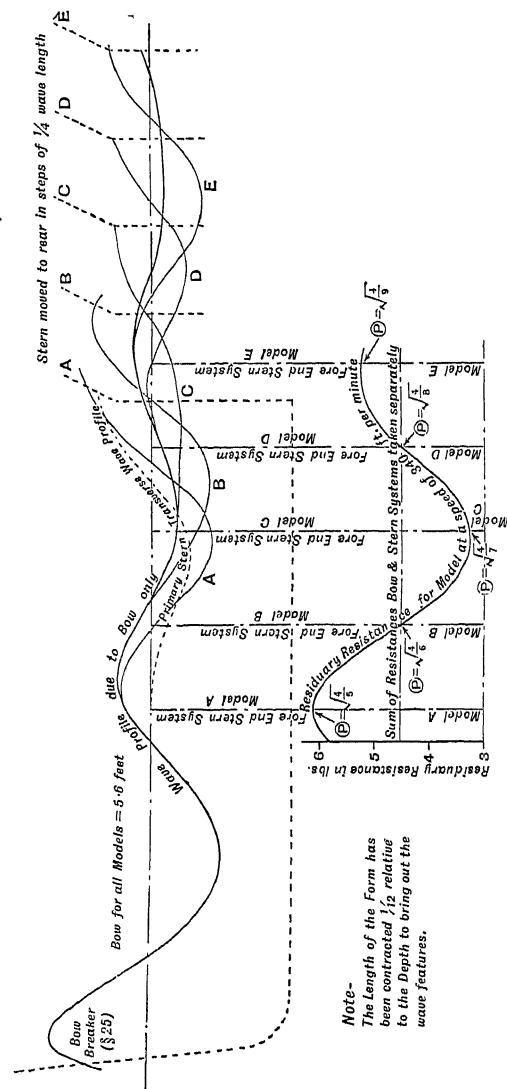 Stern moved to rear in steps of 1/4 wave length
A
B
C
D
E
Bow Breaker (§25)
Bow for all Models = 5·6 feet
Wave Profile due to Bow only
Primary Stern Transverse Wave Profile
A
B
C
D
E
Fore End Stern System
Model A
Fore End Stern System
Model B
Fore End Stern System
Model C
Fore End Stern System
Model D
Fore End Stern System
Model E
Residuary Resistance for Model at a speed of 340 ft. per minute
Sum of Resistances Bow & Stern Systems taken separately
Ⓟ=√4/5
Ⓟ=√4/6
Ⓟ=√4/7
Ⓟ=√4/8
Ⓟ=√4/9
Residuary Resistance in lbs.
6
5
4
3
Model A
Model B
Model C
Model D
Model E
Note-
The Length of the Form has
been contracted 1/12 relative
to the Depth to bring out the
wave features.